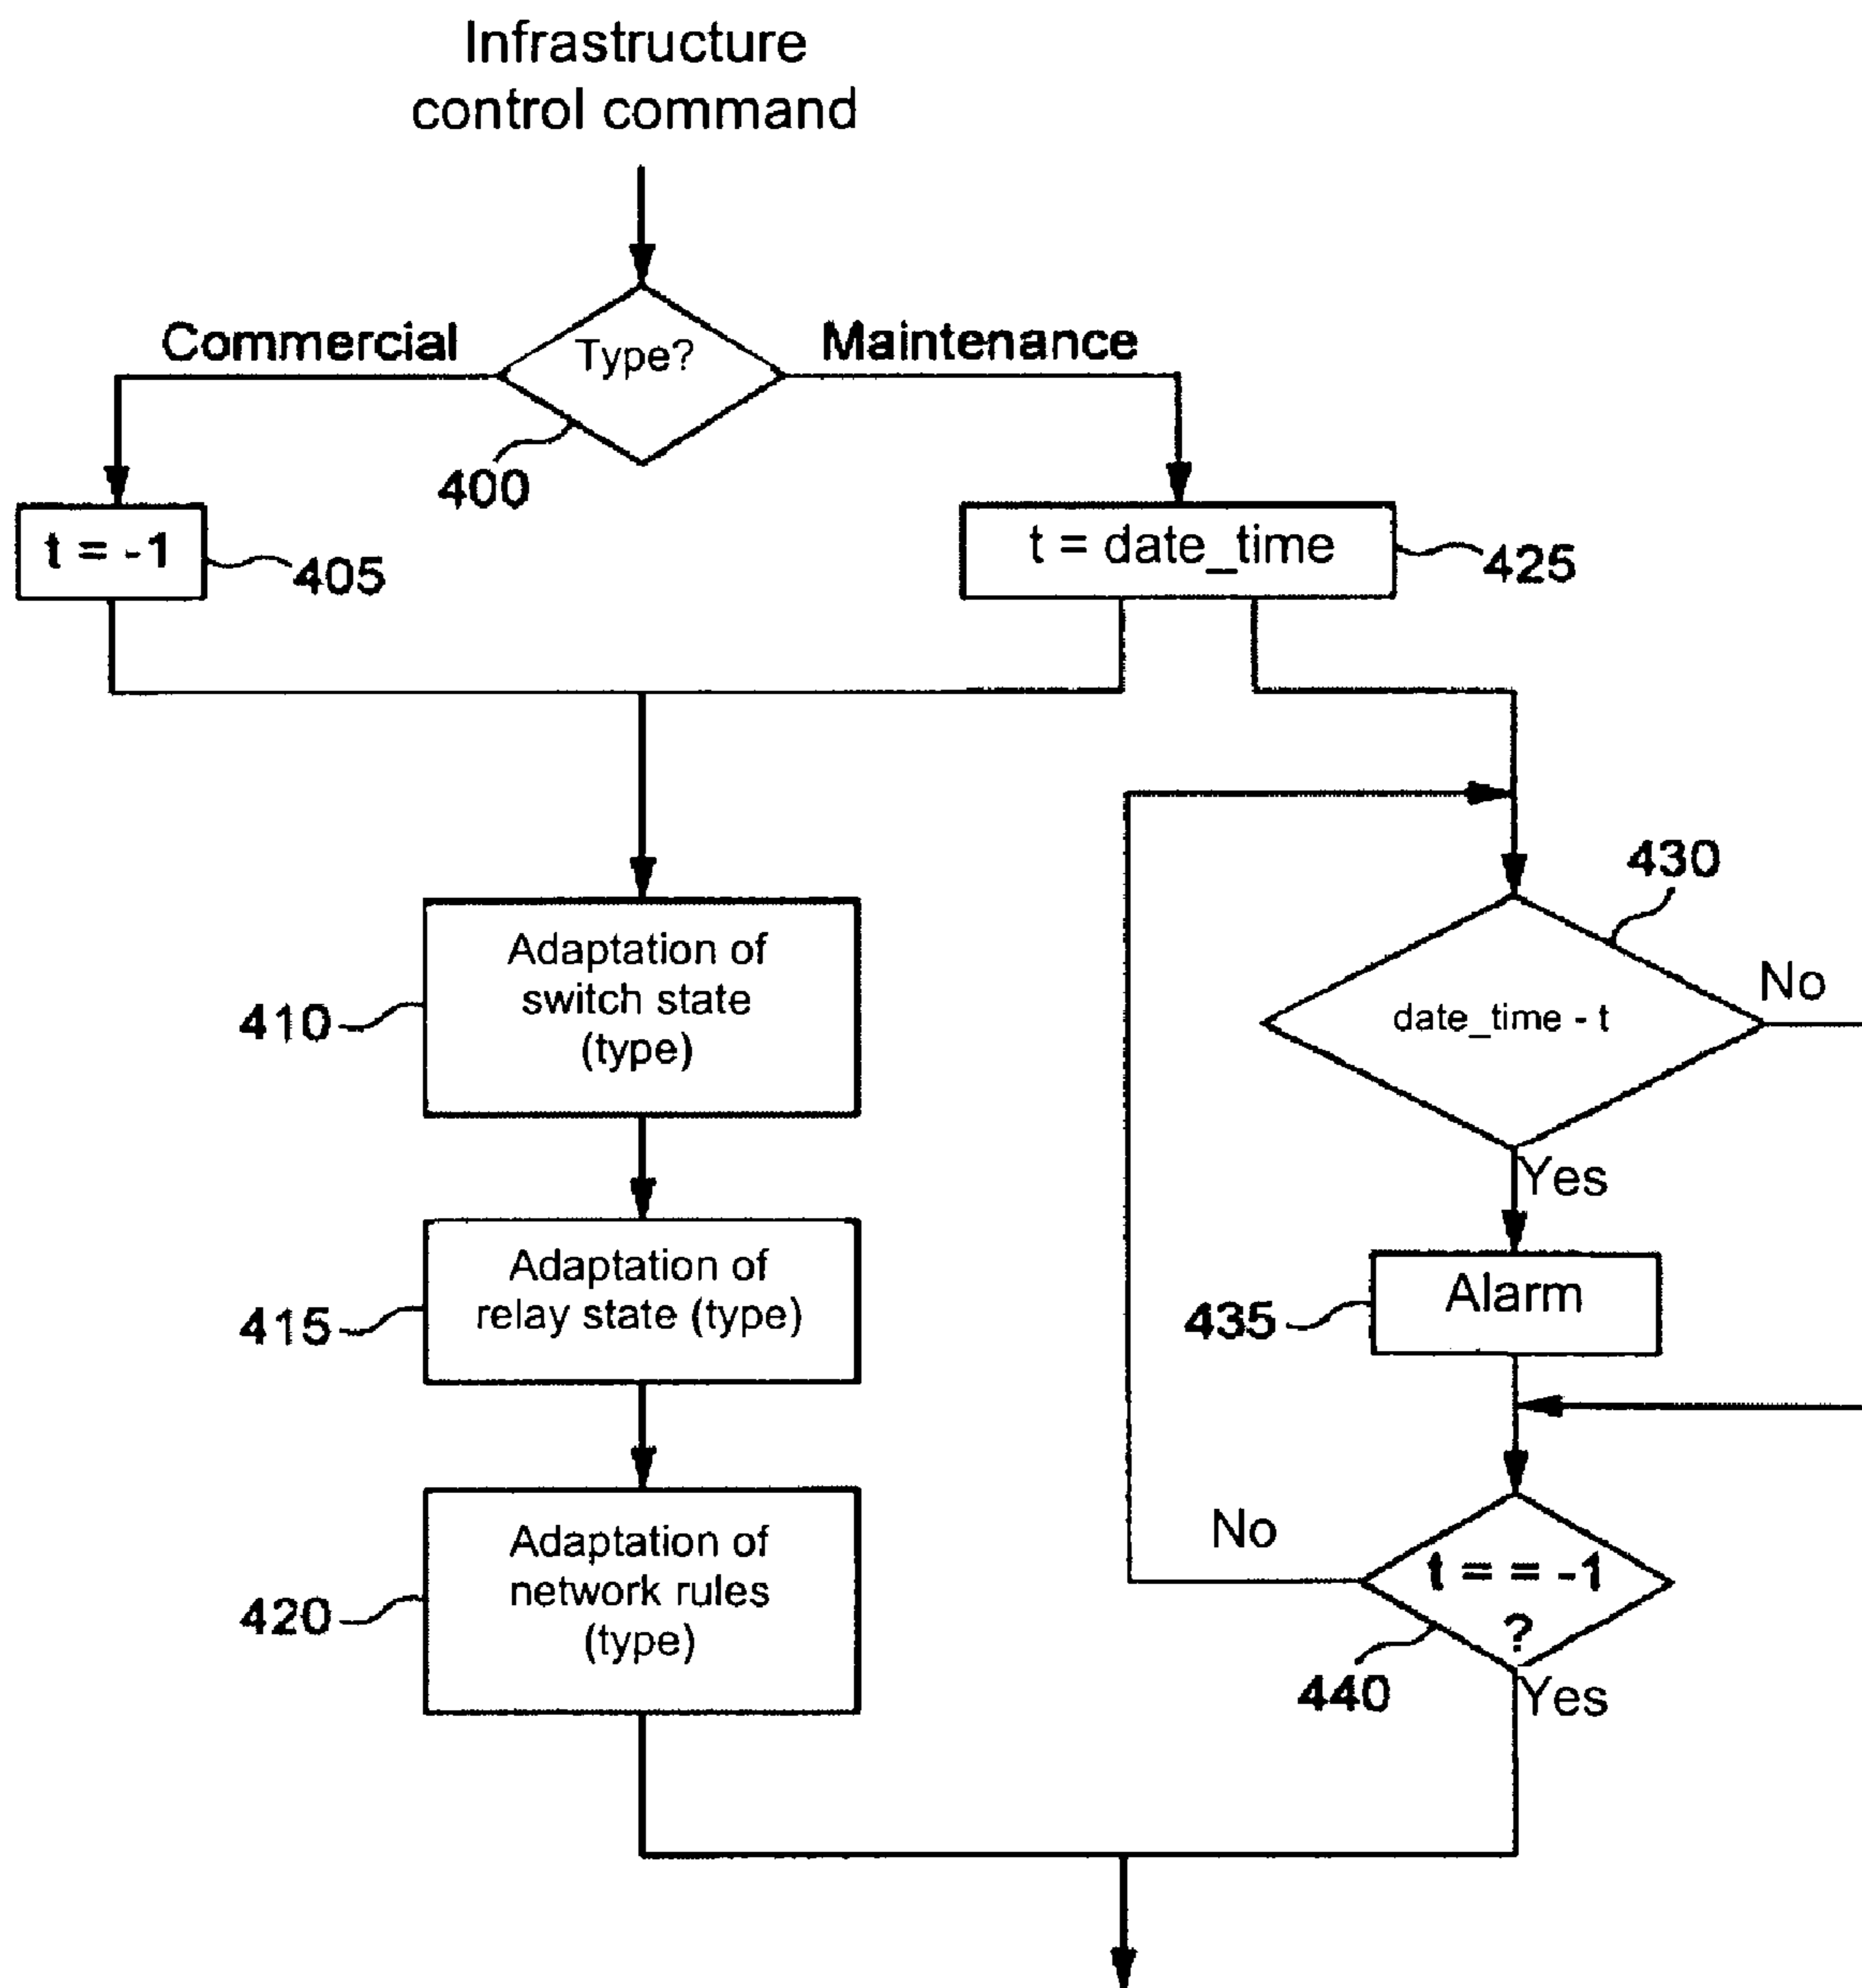 Infrastructure
control command
Commercial
Type?
Maintenance
400
t = -1
405
t = date_time
425
430
Adaptation of
switch state
(type)
410
date_time - t
No
Yes
Adaptation of
relay state (type)
415
Alarm
435
Adaptation of
network rules
(type)
420
No
t = = -1
?
440
Yes